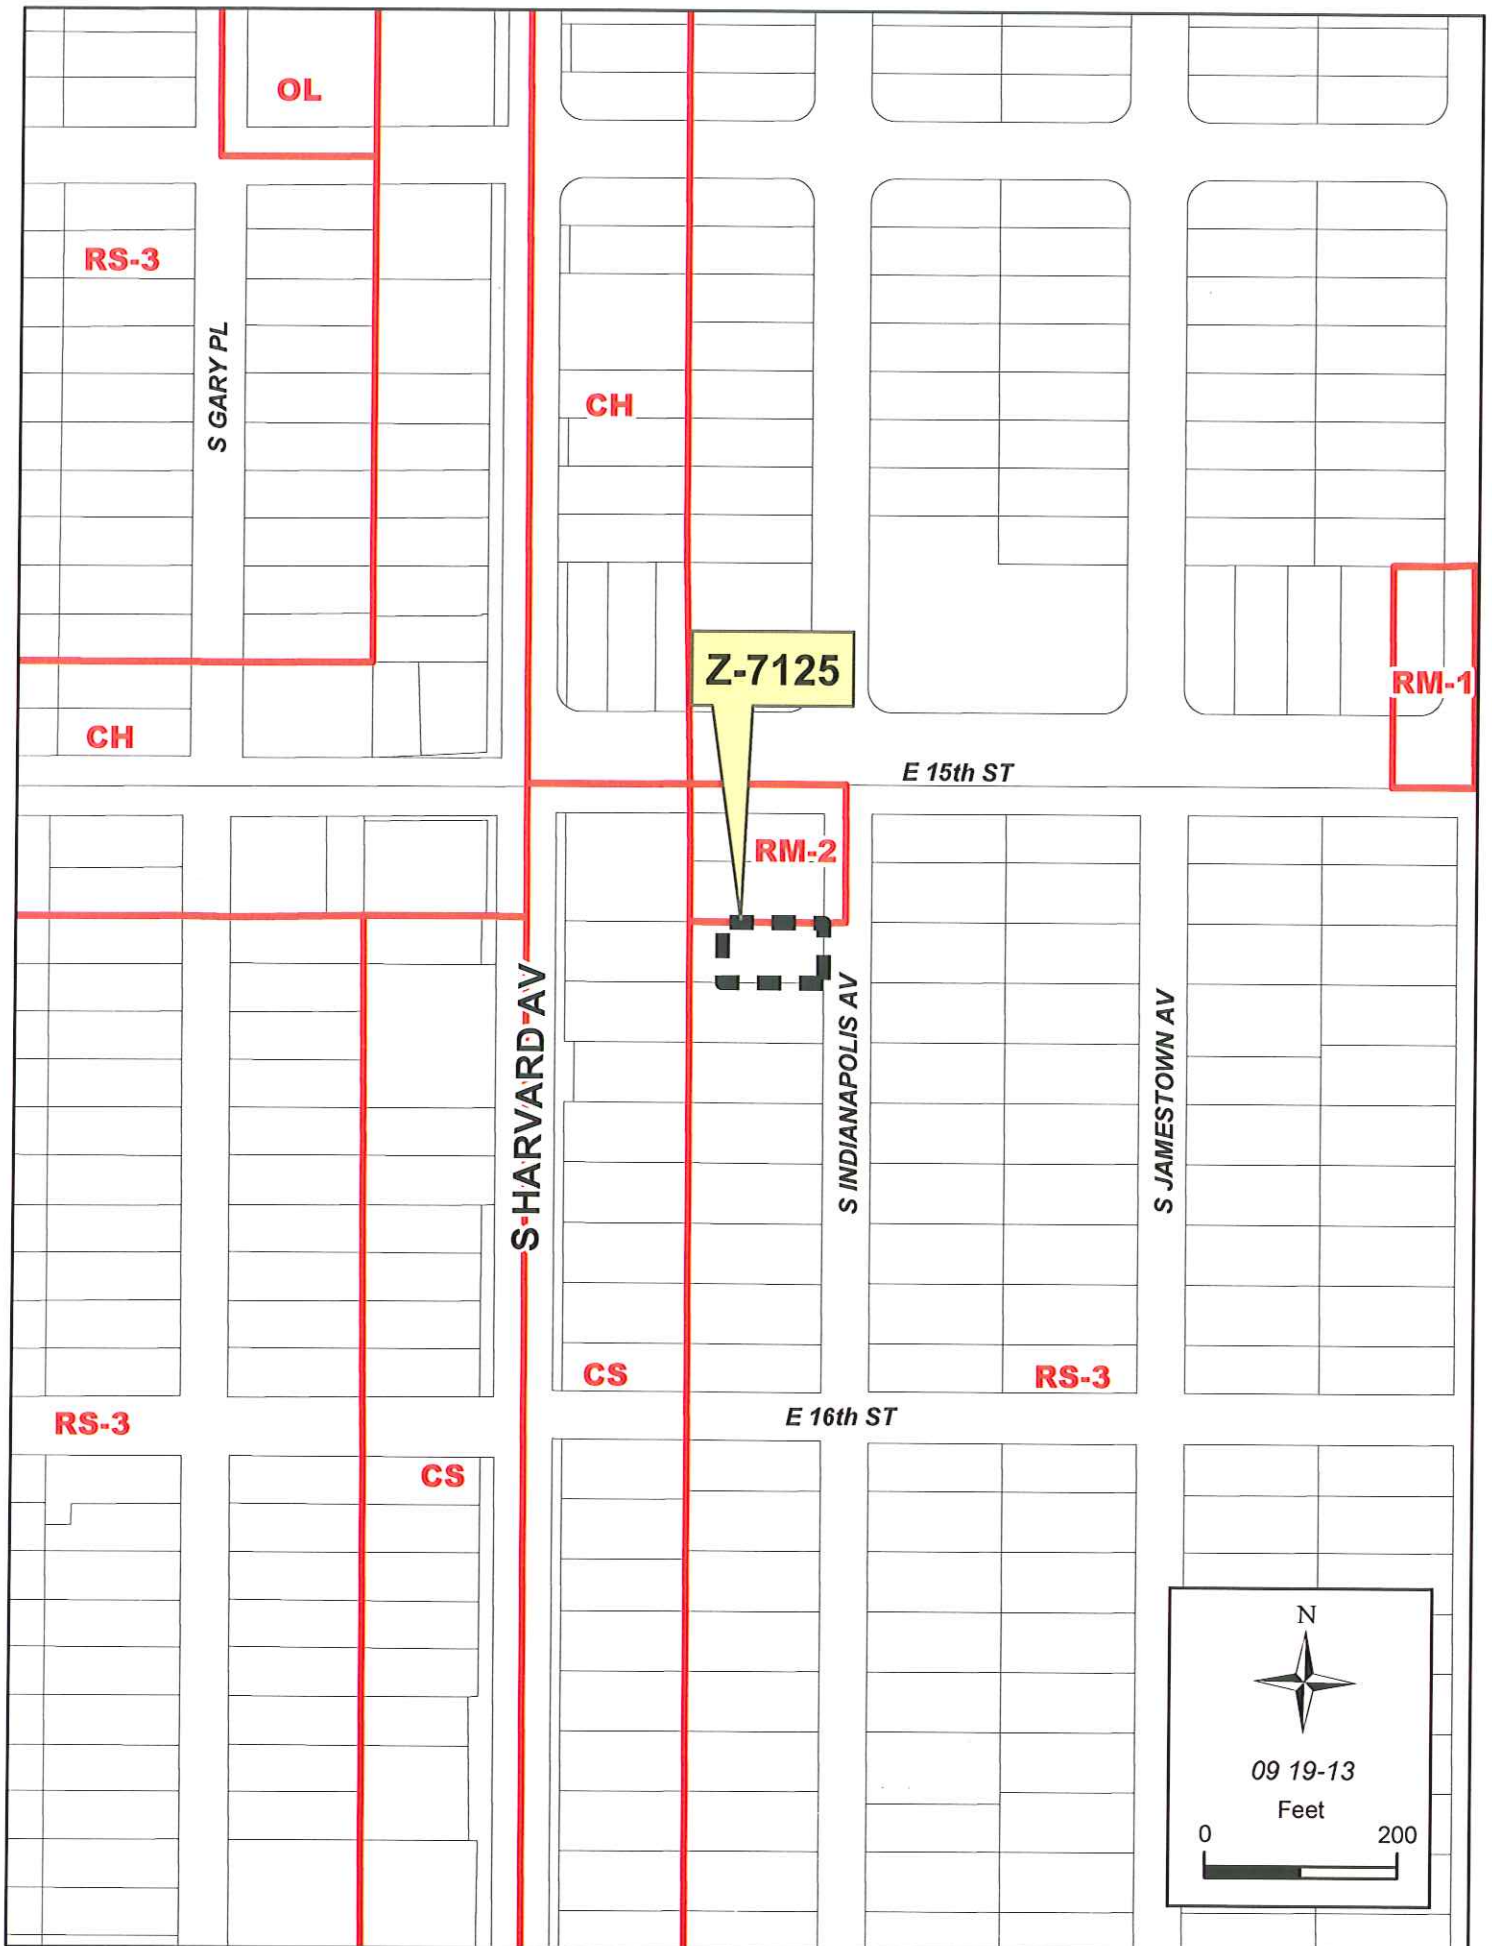 OL
RS-3
S GARY PL
CH
Z-7125
RM-1
CH
E 15th ST
RM-2
S HARVARD AV
S INDIANAPOLIS AV
S JAMESTOWN AV
CS
RS-3
RS-3
E 16th ST
CS
N
09 19-13
Feet
0 200